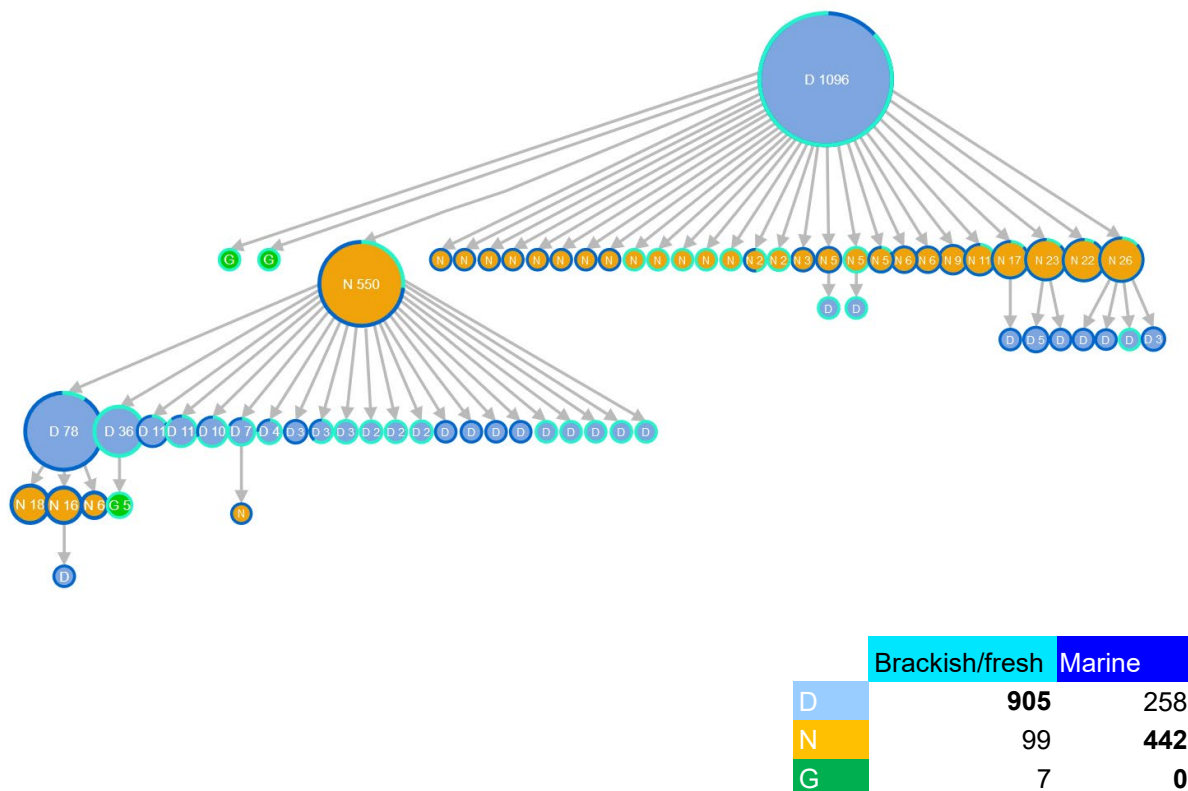 D 1096
G G N N N N N N N N N N N N N N 2 N 2 N 3 N 5 N 5 N 5 N 6 N 6 N 9 N 11 N 17 N 23 N 22 N 26
N 550
D D D D 5 D D D D D 3
D 78 D 36 D 11 D 11 D 10 D 7 D 4 D 3 D 3 D 3 D 2 D 2 D 2 D D D D D D D D D
N 18 N 16 N 6 G 5 N
D
Brackish/fresh Marine
D 905 258
N 99 442
G 7 0